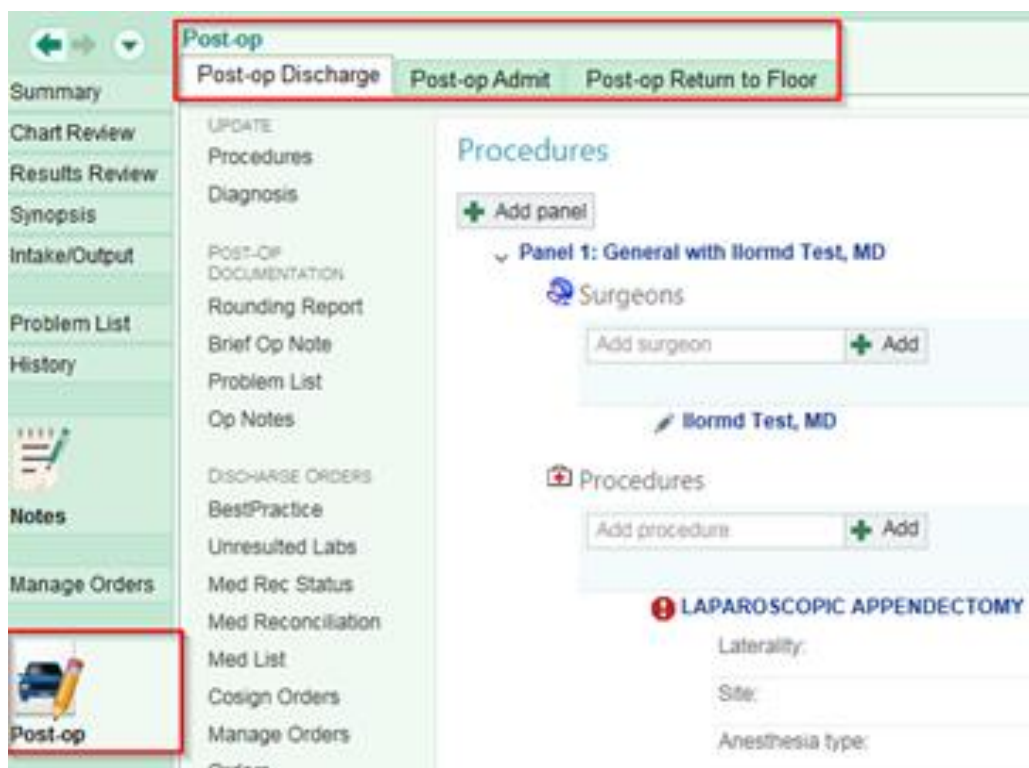 Post-op
Post-op Discharge Post-op Admit Post-op Return to Floor
Summary
Chart Review
Results Review
Synopsis
Intake/Output
Problem List
History
Notes
Manage Orders
Post-op
UPDATE
Procedures
Diagnosis
POST-OP
DOCUMENTATION
Rounding Report
Brief Op Note
Problem List
Op Notes
DISCHARGE ORDERS
BestPractice
Unresulted Labs
Med Rec Status
Med Reconciliation
Med List
Cosign Orders
Manage Orders
Orders
Procedures
Add panel
Panel 1: General with Ilormd Test, MD
Surgeons
Add surgeon Add
Ilormd Test, MD
Procedures
Add procedure Add
LAPAROSCOPIC APPENDECTOMY
Laterality:
Site:
Anesthesia type: